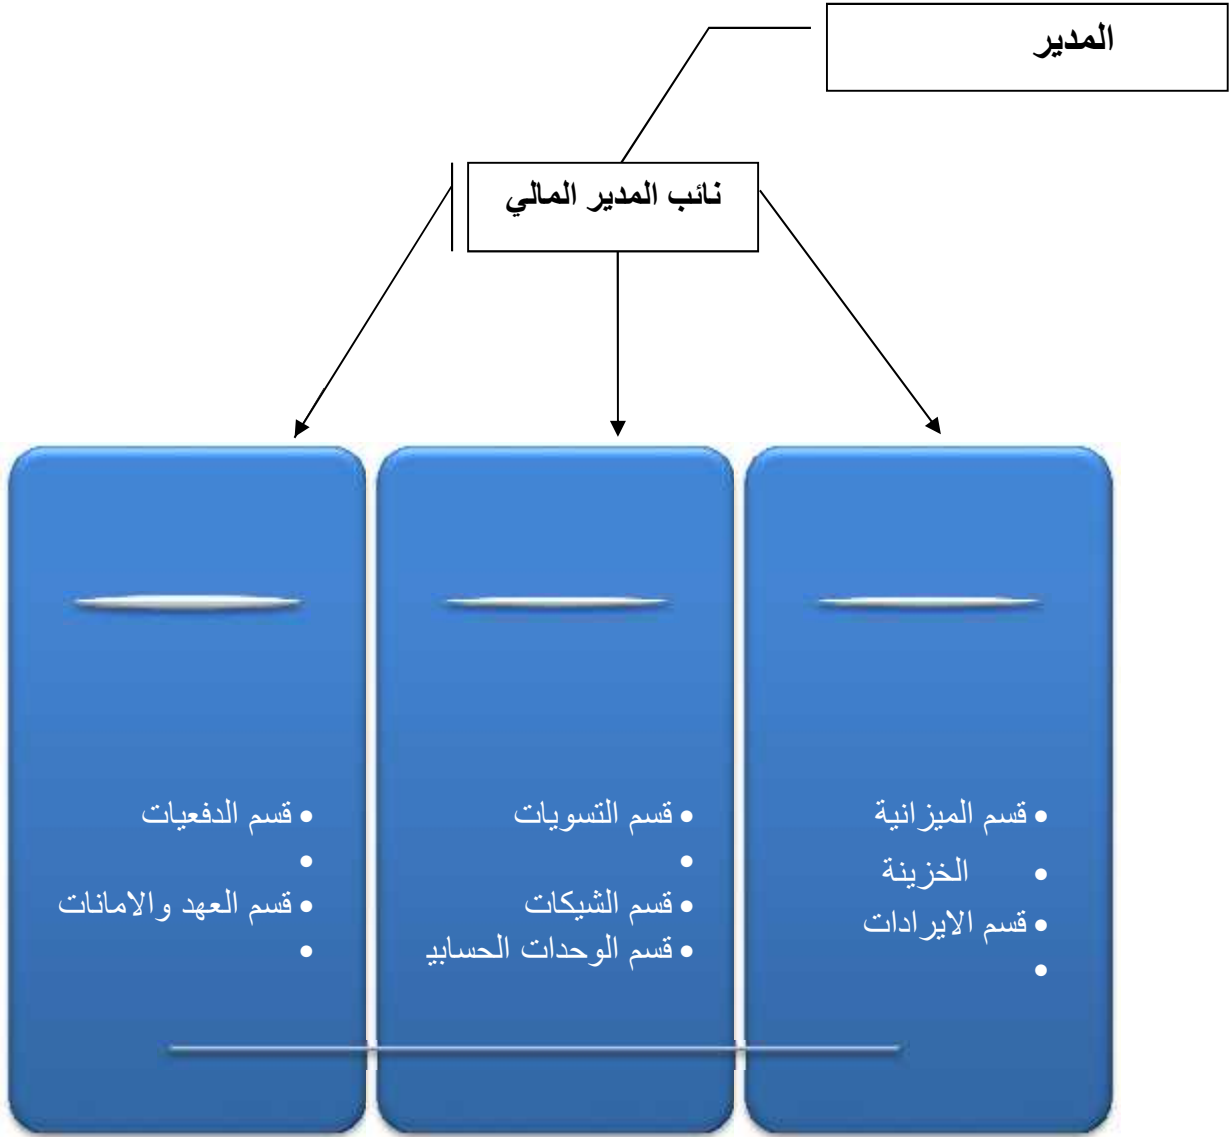 المدير
نائب المدير المالي
• قسم الميزانية
• الخزينة
• قسم الايرادات
•
• قسم التسويات
•
• قسم الشيكات
• قسم الوحدات الحسابي
• قسم الدفعيات
•
• قسم العهد والامانات
•